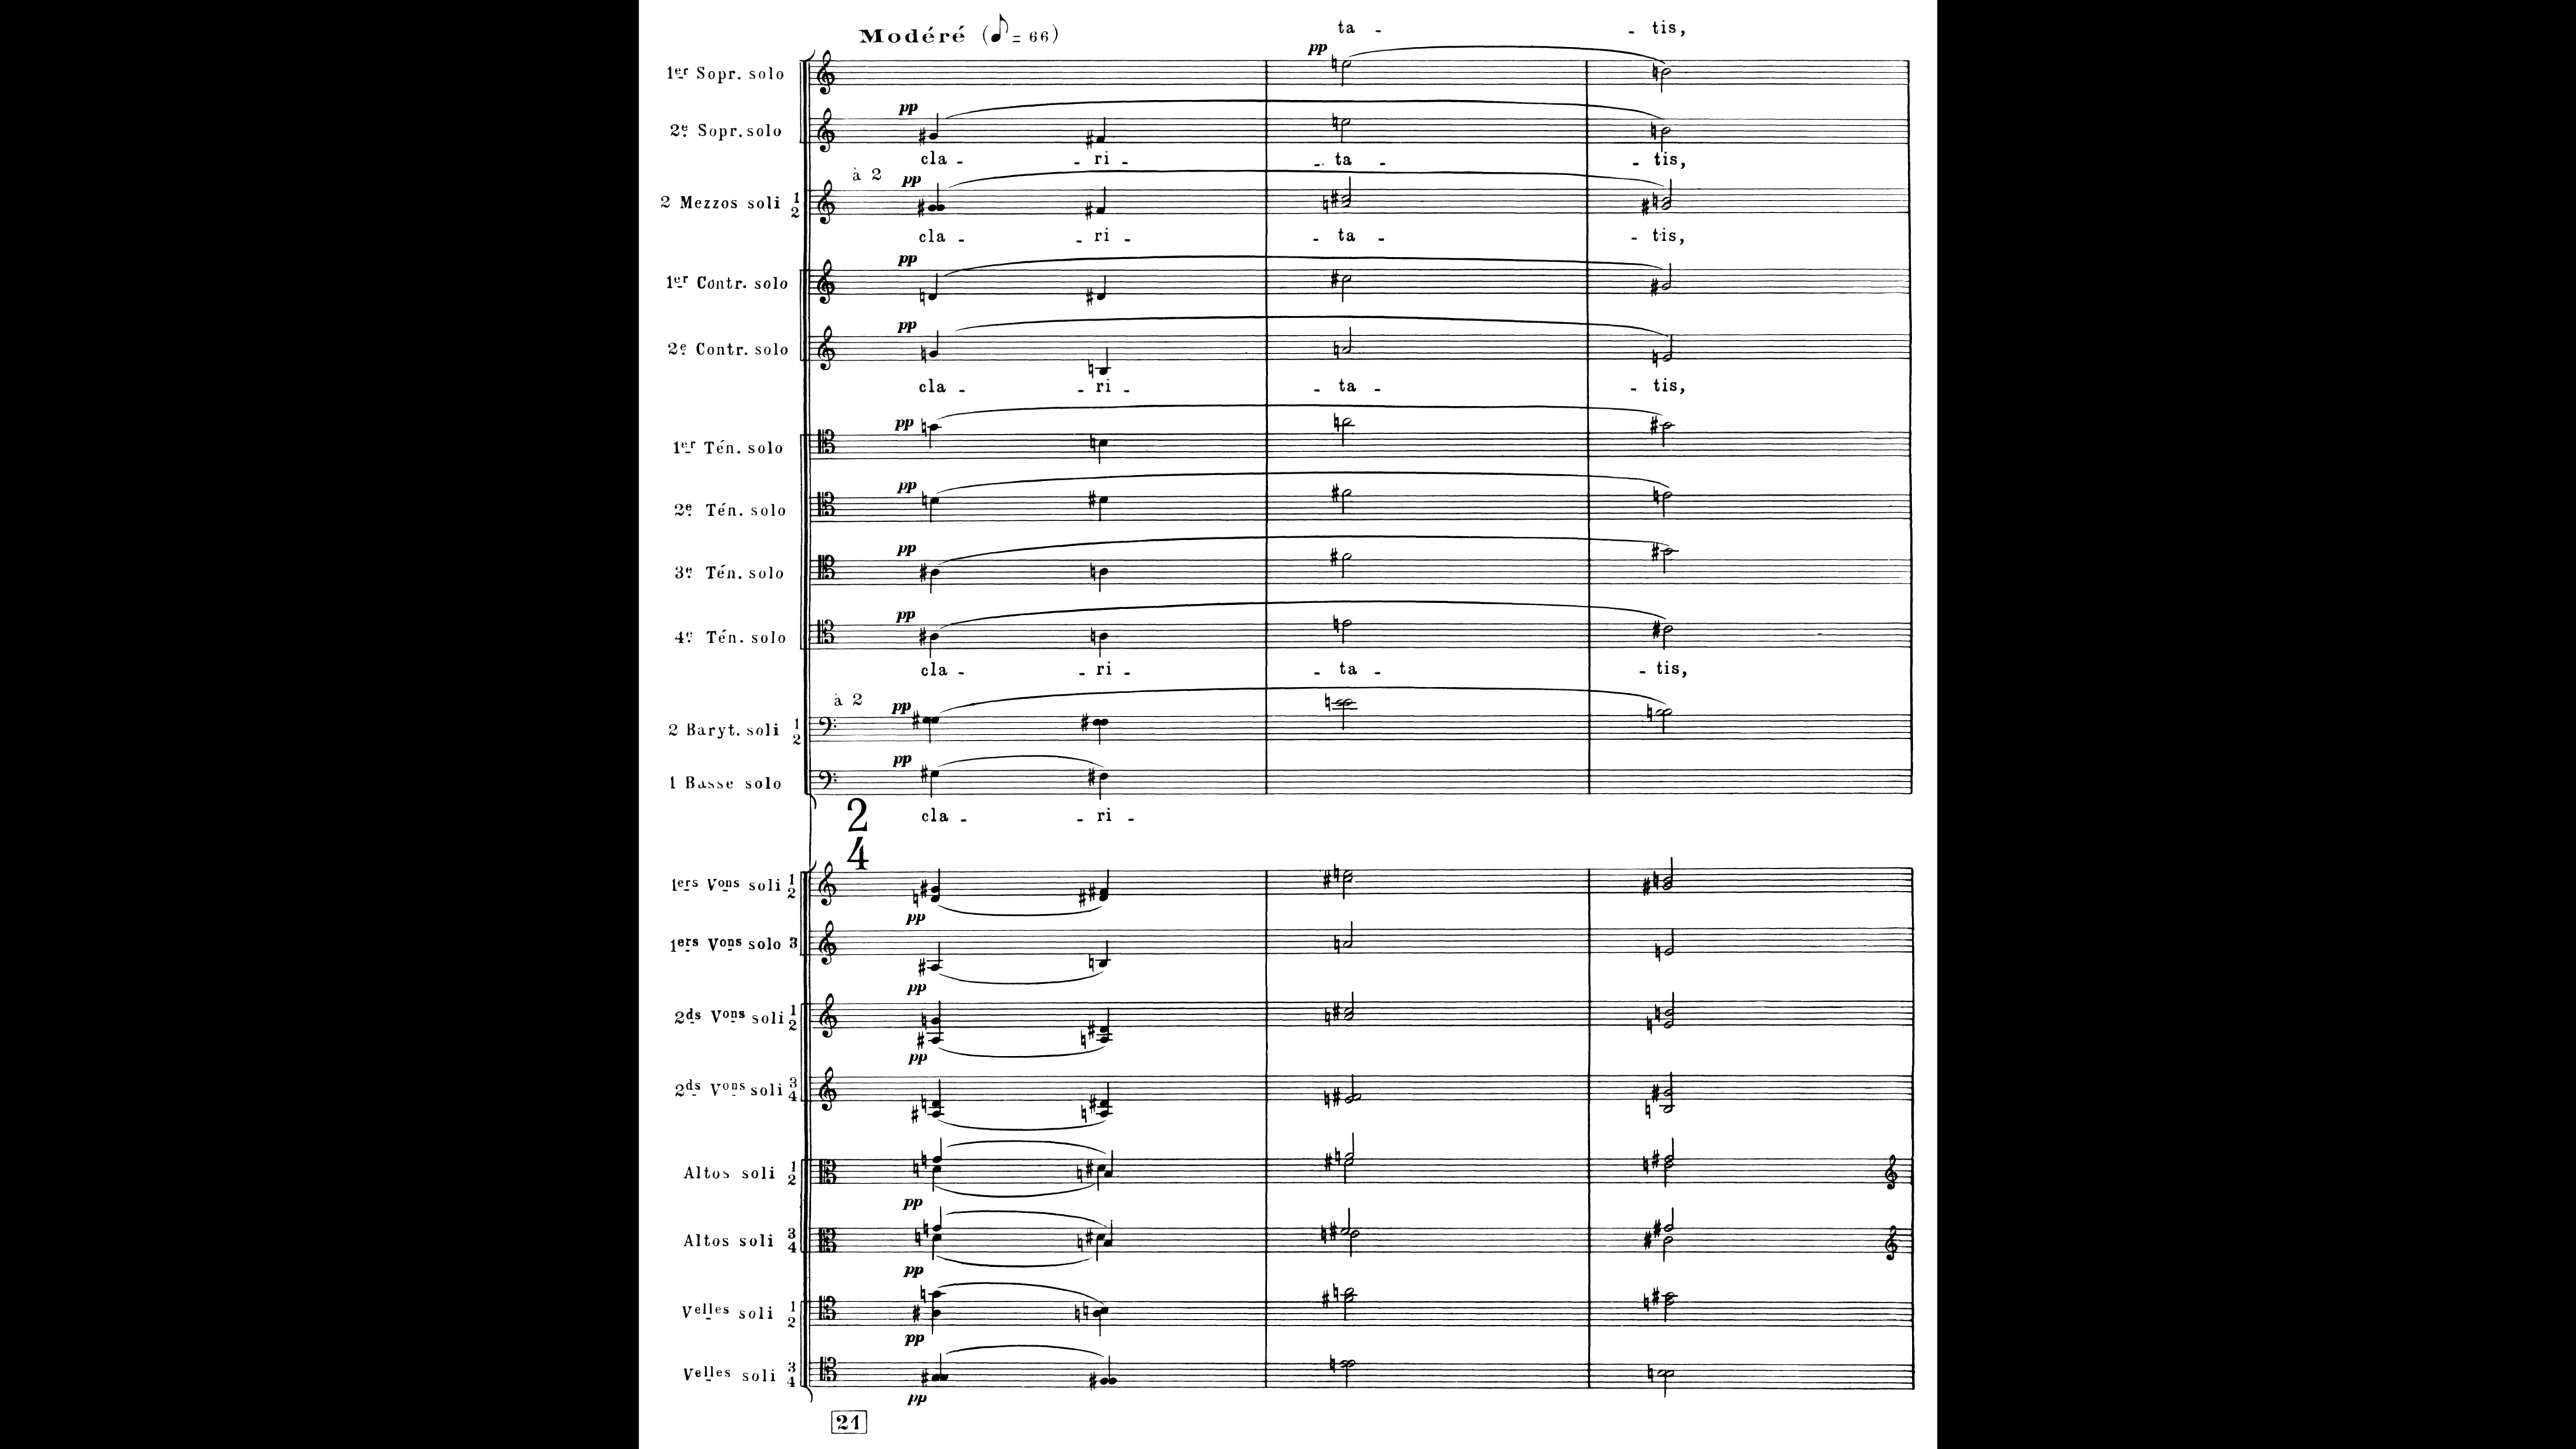 Modéré (♪ = 66)
ta - - tis,
pp
1er Sopr. solo
pp
2e Sopr. solo
cla - - ri - - ta - - tis,
à 2 pp
2 Mezzos soli 1 2
cla - - ri - - ta - - tis,
pp
1er Contr. solo
pp
2e Contr. solo
cla - - ri - - ta - - tis,
pp
1er Tén. solo
pp
2e Tén. solo
pp
3e Tén. solo
pp
4e Tén. solo
cla - - ri - - ta - - tis,
à 2 pp
2 Baryt. soli 1 2
pp
1 Basse solo
cla - - ri -
2
4
1ers Vons soli 1 2
pp
1ers Vons solo 3
pp
2ds Vons soli 1 2
pp
2ds Vons soli 3 4
Altos soli 1 2
pp
Altos soli 3 4
pp
Velles soli 1 2
pp
Velles soli 3 4
pp
21